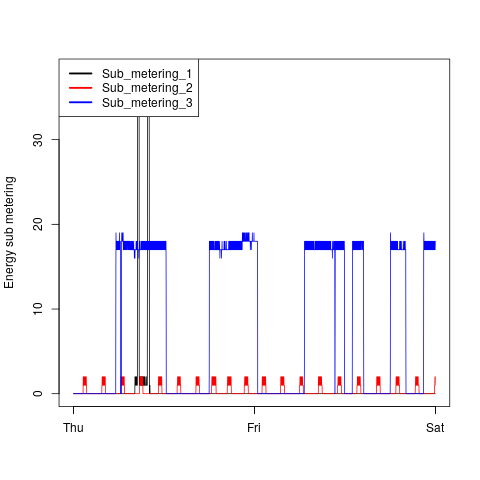 Sub_metering_1
Sub_metering_2
Sub_metering_3
Energy sub metering
30
20
10
0
Thu Fri Sat